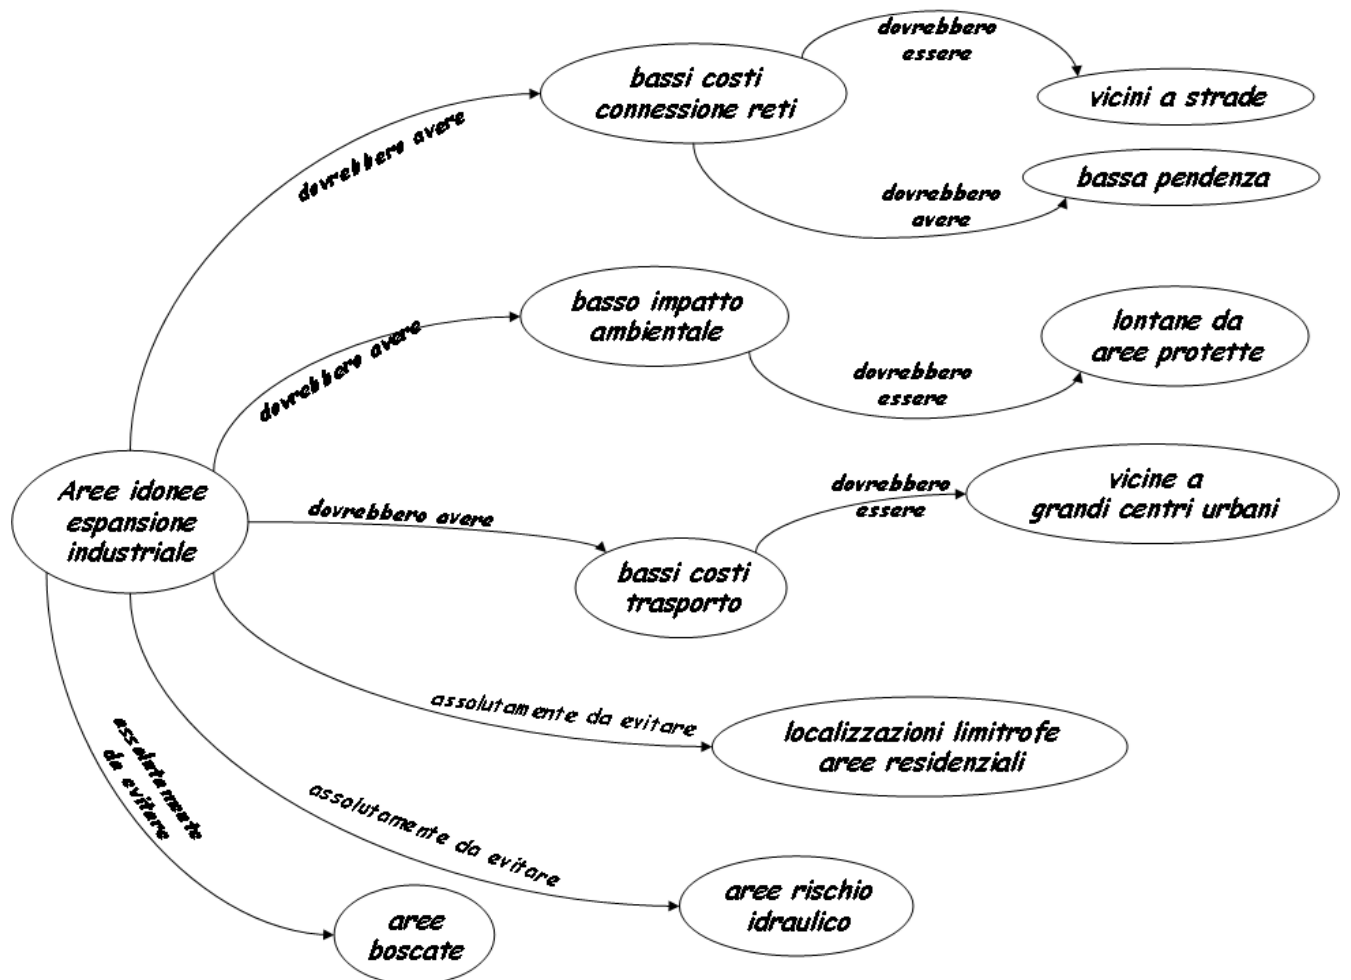 dovrebbero
essere
bassi costi
connessione reti
vicini a strade
dovrebbero avere
bassa pendenza
dovrebbero
avere
basso impatto
ambientale
lontane da
aree protette
dovrebbero avere
dovrebbero
essere
Aree idonee
espansione
industriale
dovrebbero avere
dovrebbero
essere
vicine a
grandi centri urbani
bassi costi
trasporto
assolutamente da evitare
localizzazioni limitrofe
aree residenziali
assolutamente
da evitare
assolutamente da evitare
aree rischio
idraulico
aree
boscate